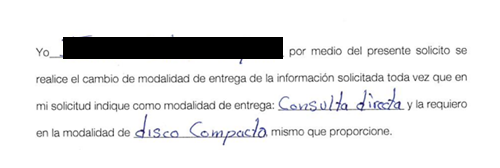 Yo por medio del presente solicito se
realice el cambio de modalidad de entrega de la información solicitada toda vez que en
mi solicitud indique como modalidad de entrega: Consulta directa y la requiero
en la modalidad de disco Compacto, mismo que proporcione.